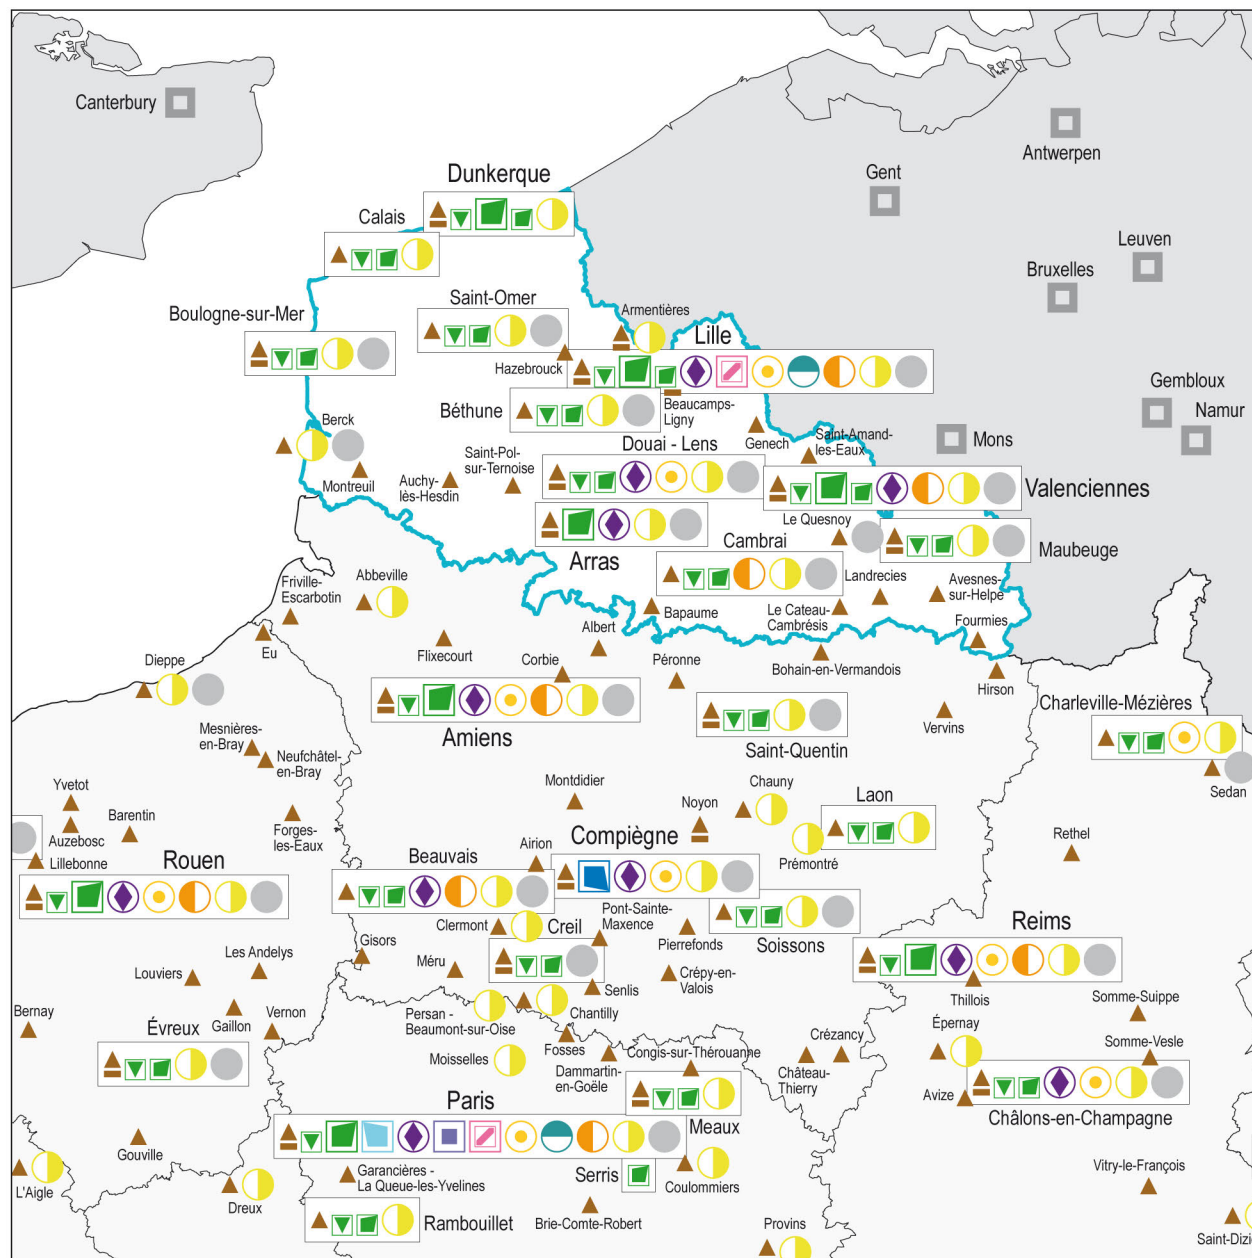 Canterbury
Antwerpen
Gent
Dunkerque
Calais
Leuven
Bruxelles
Saint-Omer
Armentières
Boulogne-sur-Mer
Lille
Hazebrouck
Gembloux
Namur
Béthune
Beaucamps-
Ligny
Berck
Genech
Saint-Amand-
les-Eaux
Mons
Douai - Lens
Saint-Pol-
sur-Ternoise
Montreuil
Auchy-
lès-Hesdin
Valenciennes
Le Quesnoy
Maubeuge
Arras
Cambrai
Landrecies
Avesnes-
sur-Helpe
Abbeville
Friville-
Escarbotin
Bapaume
Le Cateau-
Cambrésis
Fourmies
Eu
Albert
Flixecourt
Corbie
Péronne
Bohain-en-Vermandois
Hirson
Dieppe
Charleville-Mézières
Mesnières-
en-Bray
Neufchâtel-
en-Bray
Amiens
Saint-Quentin
Vervins
Yvetot
Montdidier
Chauny
Sedan
Barentin
Noyon
Laon
Auzebosc
Forges-
les-Eaux
Rethel
Lillebonne
Rouen
Beauvais
Airion
Compiègne
Prémontré
Clermont
Creil
Pont-Sainte-
Maxence
Pierrefonds
Soissons
Reims
Gisors
Les Andelys
Louviers
Méru
Crépy-en-
Valois
Senlis
Thillois
Bernay
Gaillon
Vernon
Persan -
Beaumont-sur-Oise
Chantilly
Somme-Suippe
Évreux
Moisselles
Fosses
Dammartin-
en-Goële
Congis-sur-Thérouanne
Crézancy
Château-
Thierry
Épernay
Somme-Vesle
Avize
Paris
Meaux
Châlons-en-Champagne
Gouville
L'Aigle
Dreux
Garancières -
La Queue-les-Yvelines
Serris
Coulommiers
Vitry-le-François
Rambouillet
Brie-Comte-Robert
Provins
Saint-Dizi